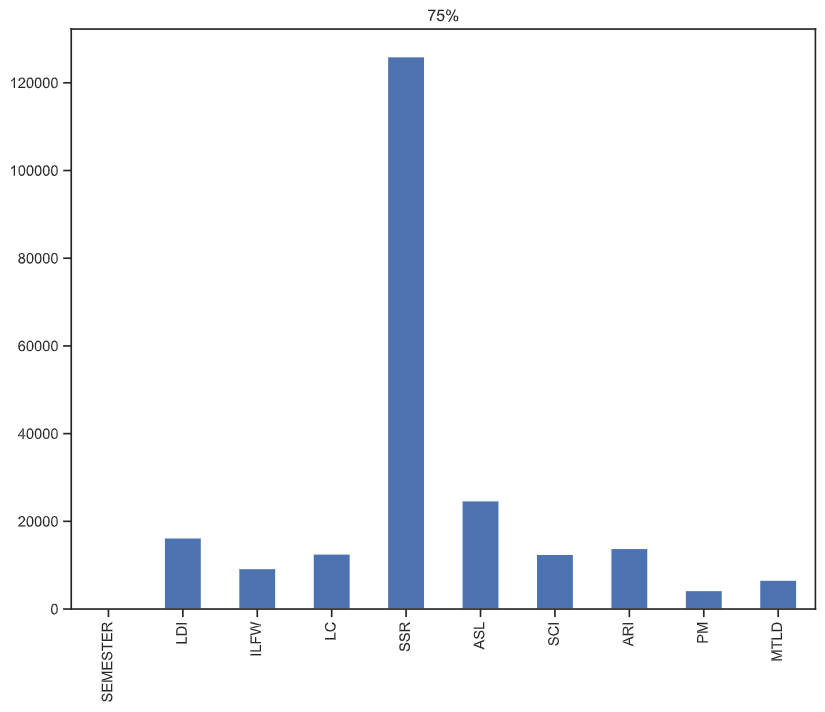 75%
120000
100000
80000
60000
40000
20000
0
SEMESTER
LDI
ILFW
LC
SSR
ASL
SCI
ARI
PM
MTLD